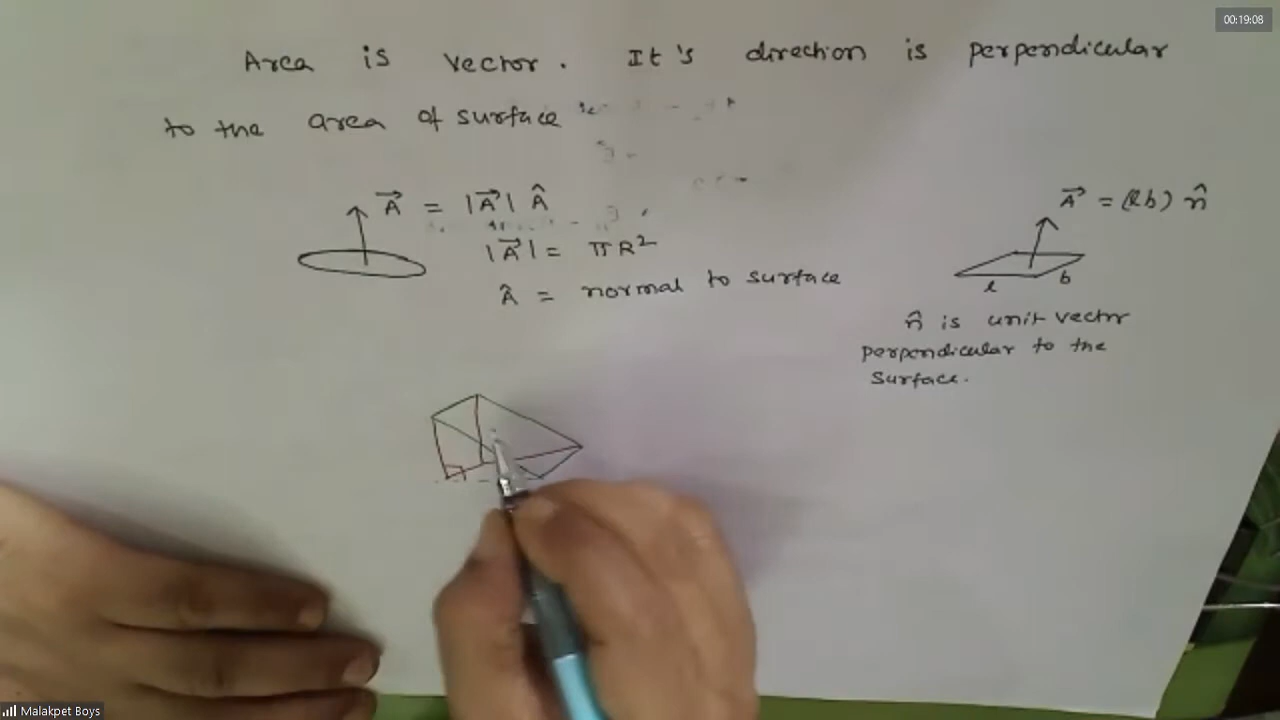 00:19:08
Area is vector. It's direction is perpendicular
to the area of surface
A⃗ = |A⃗| Â
|A⃗| = πR²
Â = normal to surface
A⃗ = (lb) n̂
l b
n̂ is unit vector
perpendicular to the
surface.
Malakpet Boys